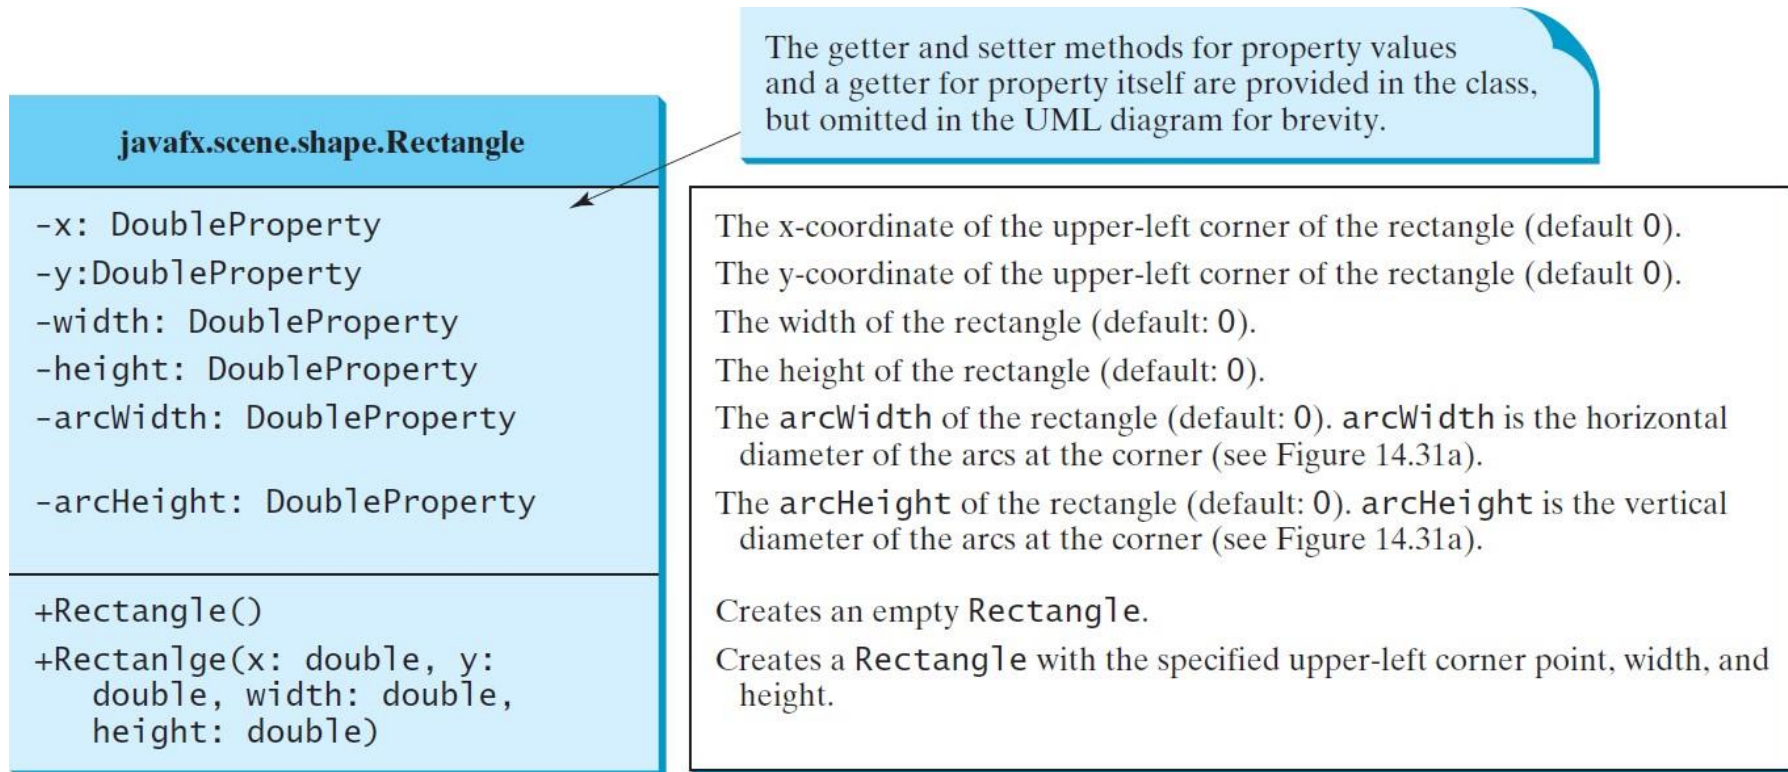 The getter and setter methods for property values
and a getter for property itself are provided in the class,
but omitted in the UML diagram for brevity.
javafx.scene.shape.Rectangle
-x: DoubleProperty
-y:DoubleProperty
-width: DoubleProperty
-height: DoubleProperty
-arcWidth: DoubleProperty
-arcHeight: DoubleProperty
The x-coordinate of the upper-left corner of the rectangle (default 0).
The y-coordinate of the upper-left corner of the rectangle (default 0).
The width of the rectangle (default: 0).
The height of the rectangle (default: 0).
The arcWidth of the rectangle (default: 0). arcWidth is the horizontal
diameter of the arcs at the corner (see Figure 14.31a).
The arcHeight of the rectangle (default: 0). arcHeight is the vertical
diameter of the arcs at the corner (see Figure 14.31a).
+Rectangle()
+Rectanlge(x: double, y:
double, width: double,
height: double)
Creates an empty Rectangle.
Creates a Rectangle with the specified upper-left corner point, width, and
height.